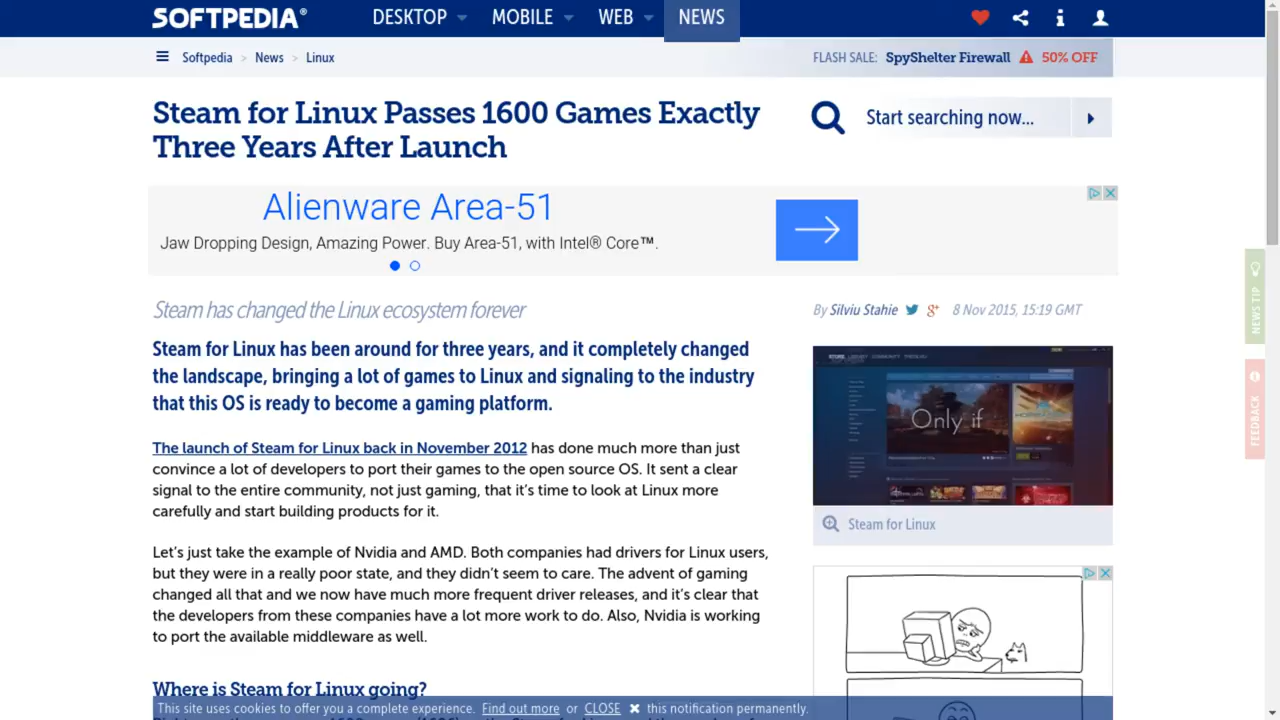 SOFTPEDIA®
DESKTOP MOBILE WEB NEWS
Softpedia > News > Linux
FLASH SALE: SpyShelter Firewall 50% OFF
Steam for Linux Passes 1600 Games Exactly
Three Years After Launch
Start searching now...
Alienware Area-51
Jaw Dropping Design, Amazing Power. Buy Area-51, with Intel® Core™.
Steam has changed the Linux ecosystem forever
By Silviu Stahie 8 Nov 2015, 15:19 GMT
Steam for Linux has been around for three years, and it completely changed
the landscape, bringing a lot of games to Linux and signaling to the industry
that this OS is ready to become a gaming platform.
The launch of Steam for Linux back in November 2012 has done much more than just
convince a lot of developers to port their games to the open source OS. It sent a clear
signal to the entire community, not just gaming, that it's time to look at Linux more
carefully and start building products for it.
Only if
Steam for Linux
Let's just take the example of Nvidia and AMD. Both companies had drivers for Linux users,
but they were in a really poor state, and they didn't seem to care. The advent of gaming
changed all that and we now have much more frequent driver releases, and it's clear that
the developers from these companies have a lot more work to do. Also, Nvidia is working
to port the available middleware as well.
Where is Steam for Linux going?
This site uses cookies to offer you a complete experience. Find out more or CLOSE ✖ this notification permanently.
NEWS TIP
FEEDBACK